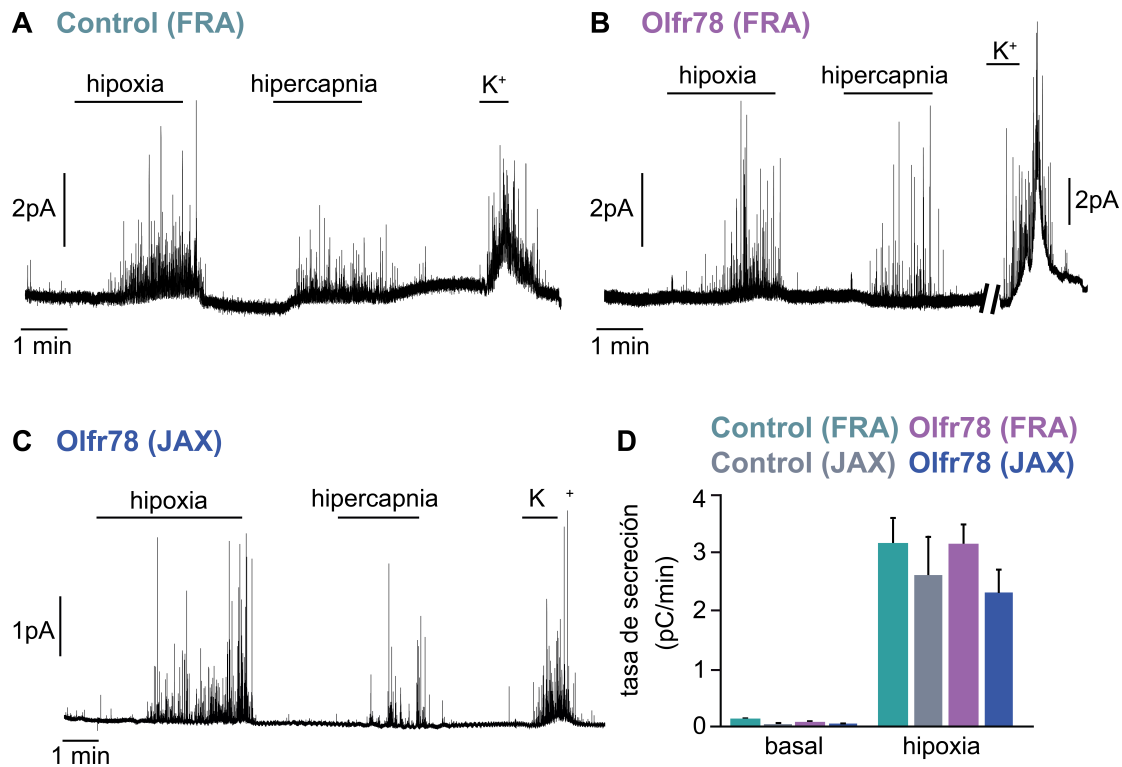 A Control (FRA)
hipoxia hipercapnia K⁺
2pA
1 min
B Olfr78 (FRA)
hipoxia hipercapnia K⁺
2pA 2pA
1 min
C Olfr78 (JAX)
hipoxia hipercapnia K ⁺
1pA
1 min
D Control (FRA) Olfr78 (FRA)
Control (JAX) Olfr78 (JAX)
tasa de secreción
(pC/min)
4
3
2
1
0
basal hipoxia